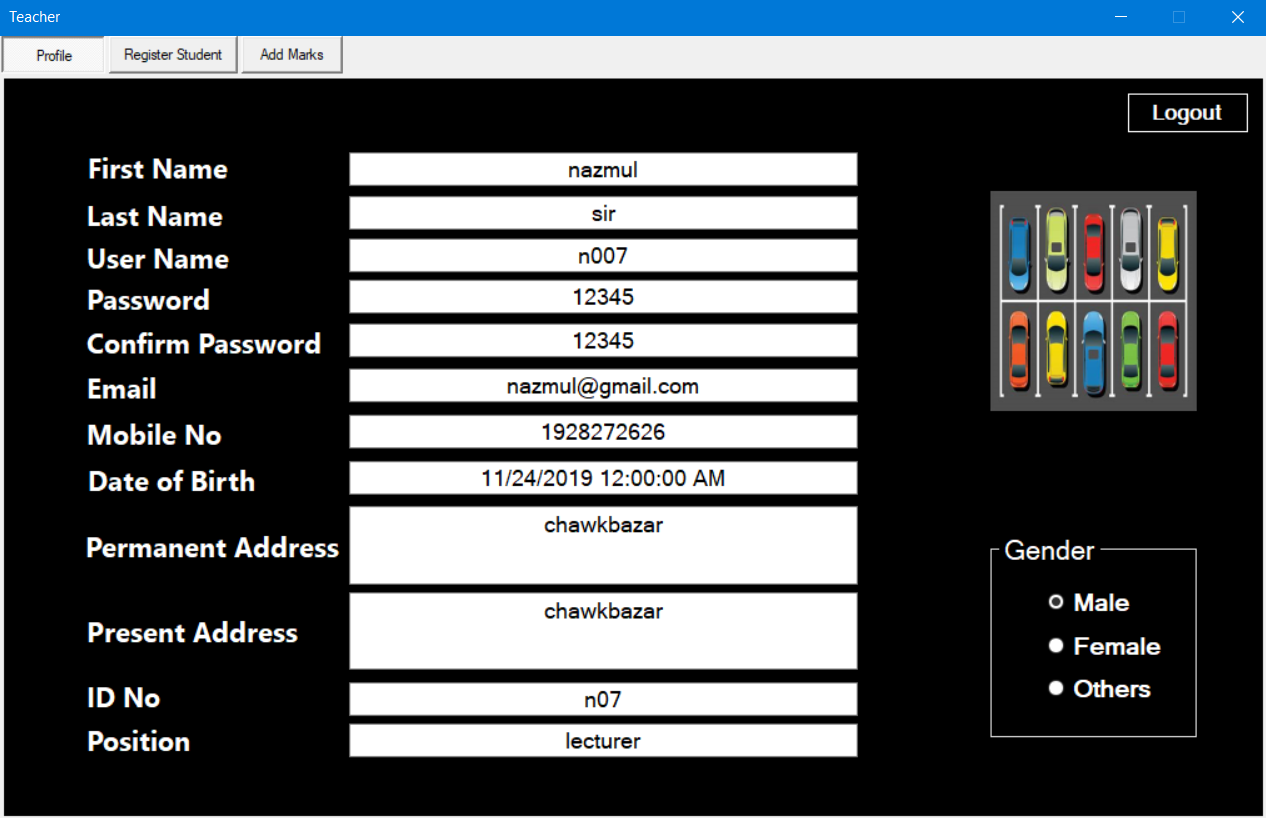 Teacher
Profile Register Student Add Marks
Logout
First Name nazmul
Last Name sir
User Name n007
Password 12345
Confirm Password 12345
Email nazmul@gmail.com
Mobile No 1928272626
Date of Birth 11/24/2019 12:00:00 AM
Permanent Address chawkbazar
Present Address chawkbazar
ID No n07
Position lecturer
Gender
Male
Female
Others